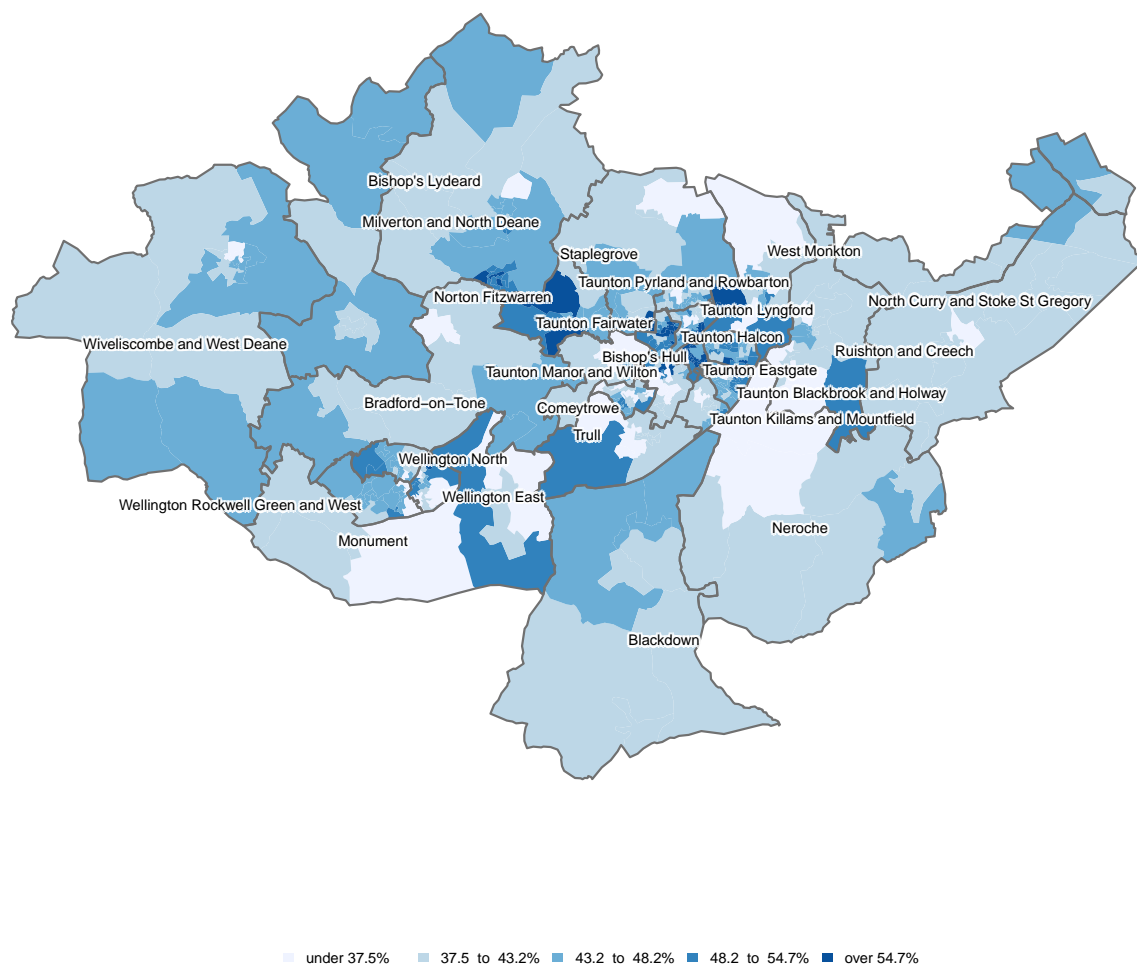 Bishop's Lydeard
Milverton and North Deane
Staplegrove
West Monkton
Taunton Pyrland and Rowbarton
Norton Fitzwarren
North Curry and Stoke St Gregory
Taunton Lyngford
Taunton Fairwater
Taunton Halcon
Wiveliscombe and West Deane
Ruishton and Creech
Bishop's Hull
Taunton Manor and Wilton
Taunton Eastgate
Taunton Blackbrook and Holway
Bradford−on−Tone
Comeytrowe
Taunton Killams and Mountfield
Trull
Wellington North
Wellington East
Wellington Rockwell Green and West
Neroche
Monument
Blackdown
under 37.5% 37.5 to 43.2% 43.2 to 48.2% 48.2 to 54.7% over 54.7%